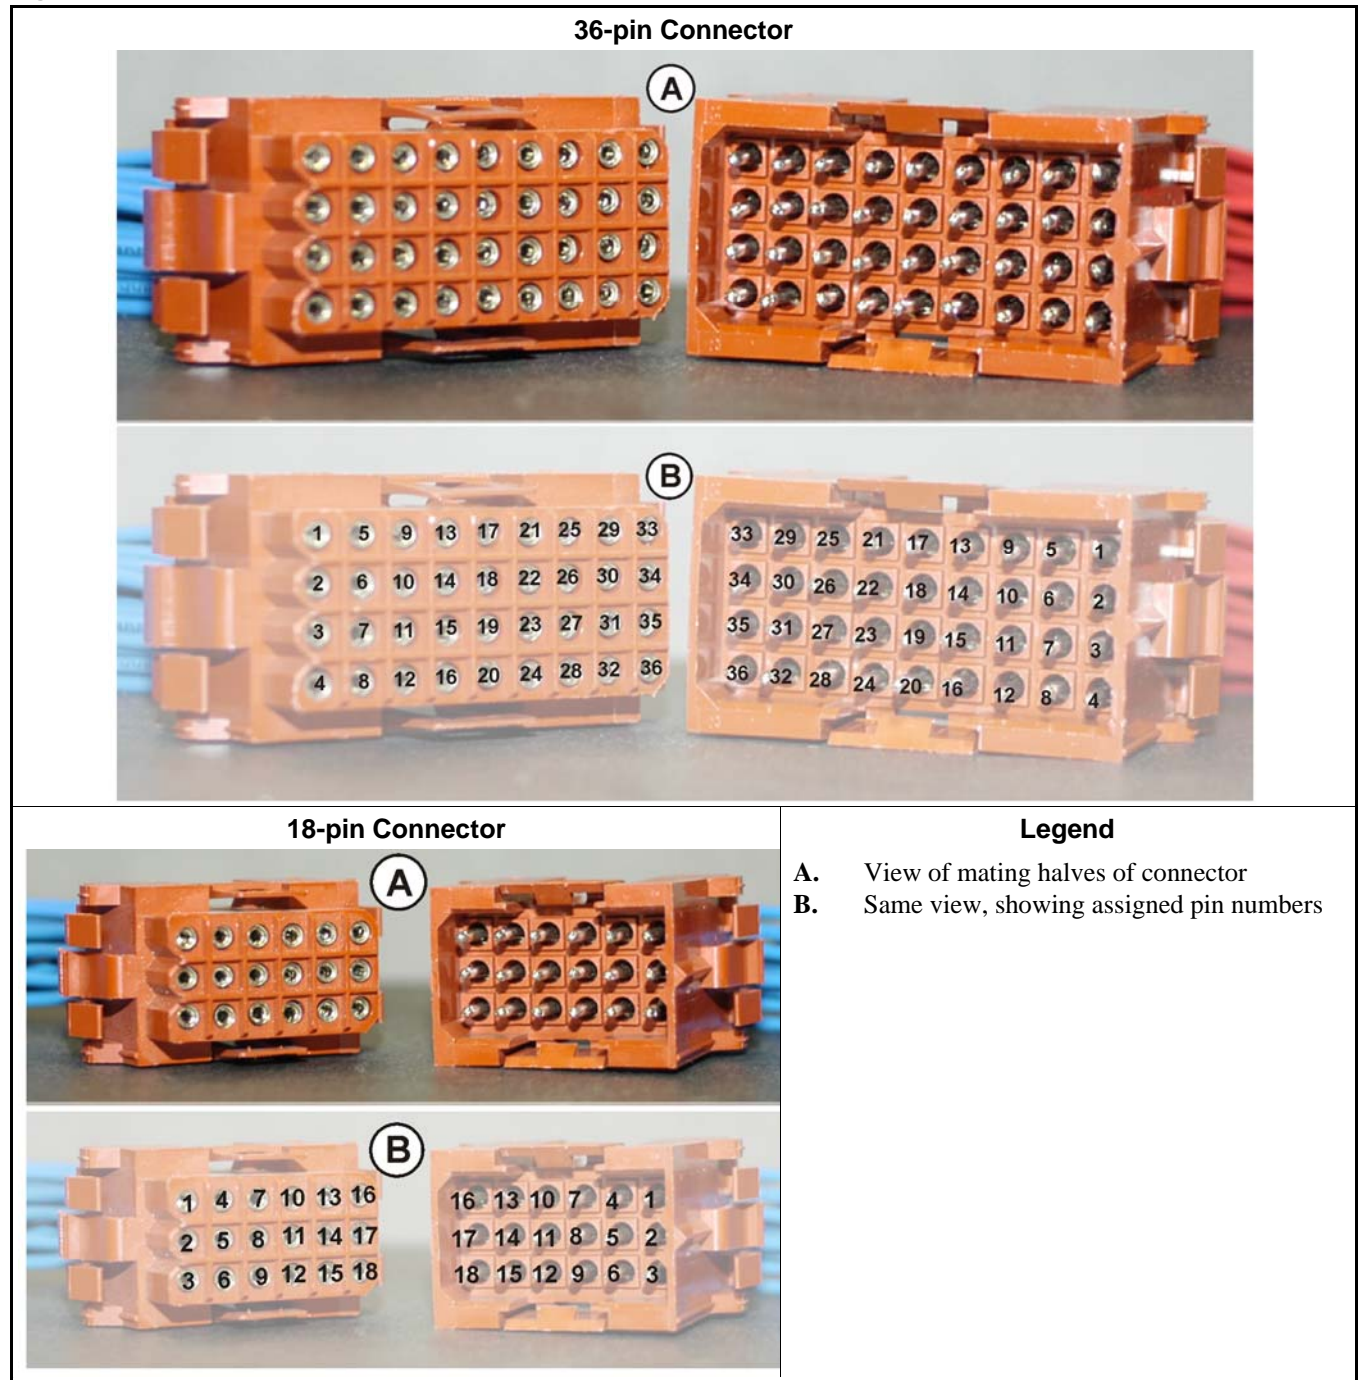 36-pin Connector
A
B
1 5 9 13 17 21 25 29 33
2 6 10 14 18 22 26 30 34
3 7 11 15 19 23 27 31 35
4 8 12 16 20 24 28 32 36
33 29 25 21 17 13 9 5 1
34 30 26 22 18 14 10 6 2
35 31 27 23 19 15 11 7 3
36 32 28 24 20 16 12 8 4
18-pin Connector
A
B
1 4 7 10 13 16
2 5 8 11 14 17
3 6 9 12 15 18
16 13 10 7 4 1
17 14 11 8 5 2
18 15 12 9 6 3
Legend
A. View of mating halves of connector
B. Same view, showing assigned pin numbers